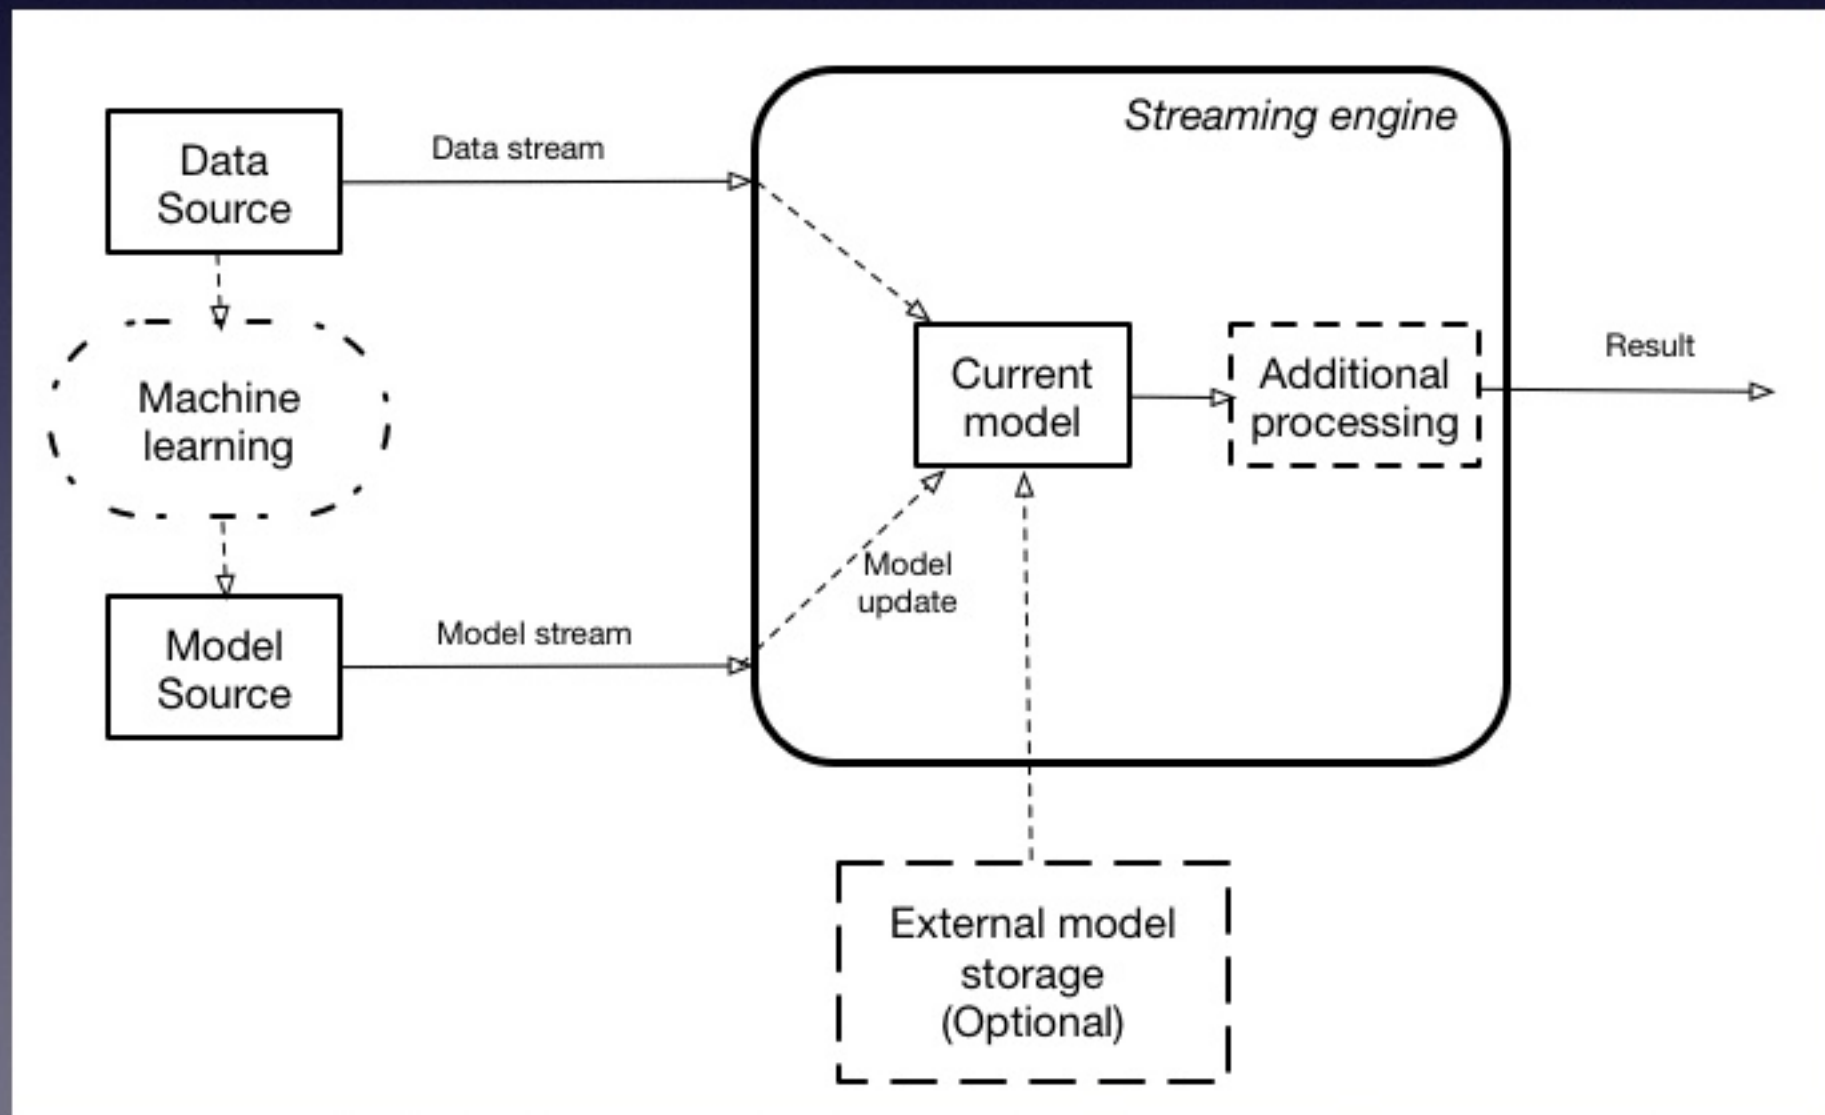 Streaming engine
Data
Source
Data stream
Machine
learning
Current
model
Additional
processing
Result
Model
update
Model
Source
Model stream
External model
storage
(Optional)